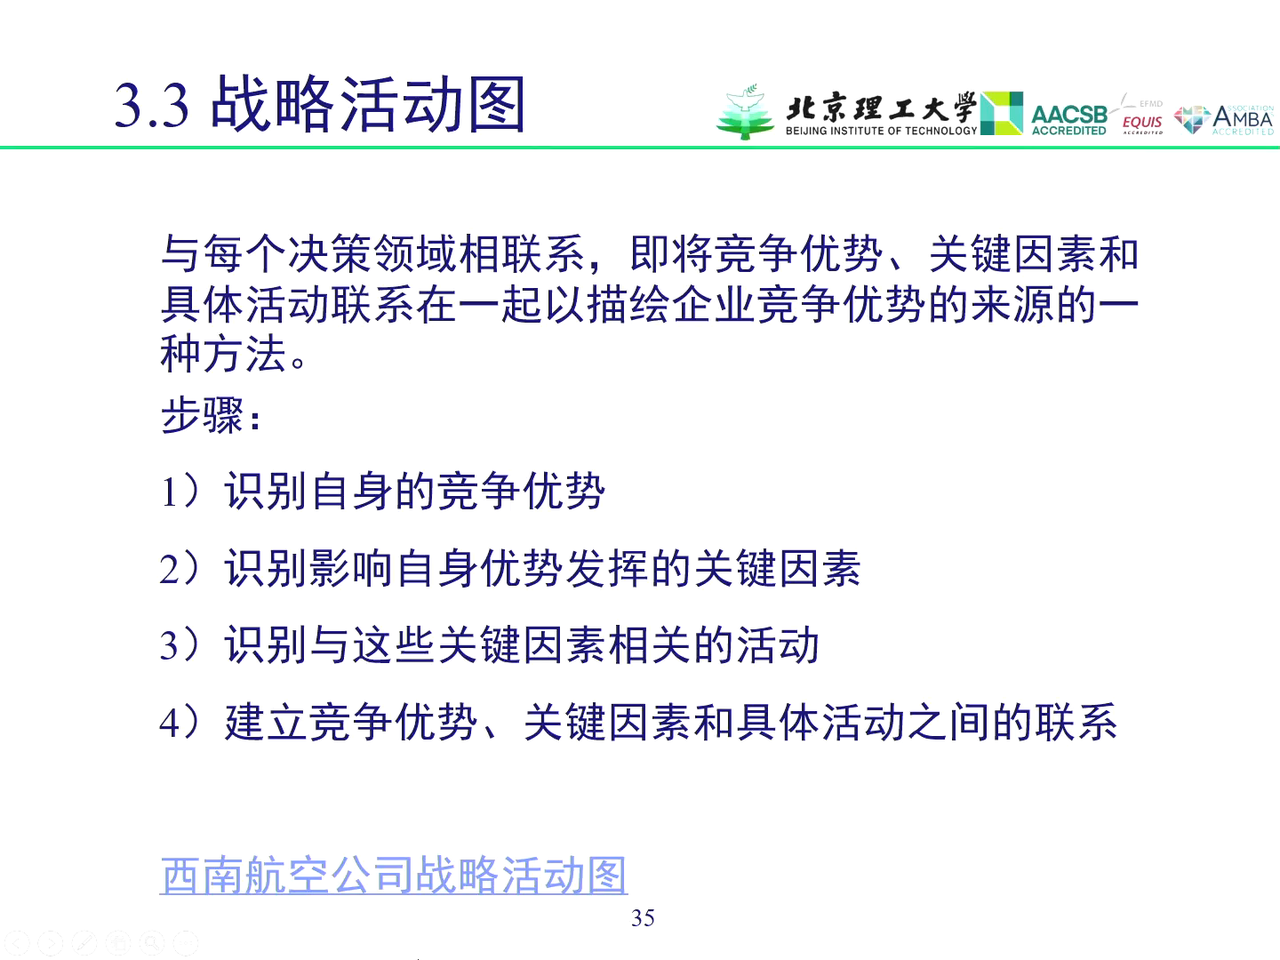 3.3 战略活动图
北京理工大学
BEIJING INSTITUTE OF TECHNOLOGY
AACSB
ACCREDITED
EFMD
EQUIS
ACCREDITED
ASSOCIATION
AMBA
ACCREDITED
与每个决策领域相联系，即将竞争优势、关键因素和
具体活动联系在一起以描绘企业竞争优势的来源的一
种方法。
步骤：
1）识别自身的竞争优势
2）识别影响自身优势发挥的关键因素
3）识别与这些关键因素相关的活动
4）建立竞争优势、关键因素和具体活动之间的联系
西南航空公司战略活动图
35